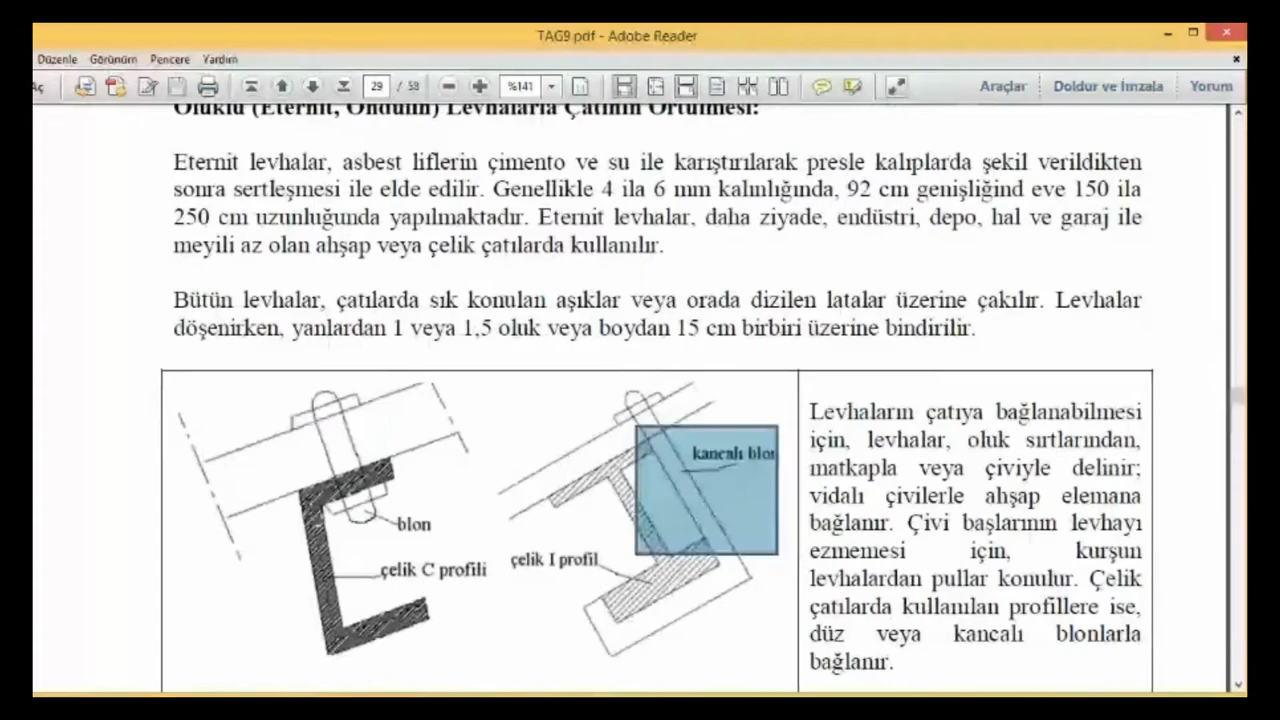 TAG9.pdf - Adobe Reader
Düzenle Görünüm Pencere Yardım
29 / 58 %141 Araçlar Doldur ve İmzala Yorum
Oluklu (Eternit, Ondülin) Levhalarla Çatının Örtülmesi:
Eternit levhalar, asbest liflerin çimento ve su ile karıştırılarak presle kalıplarda şekil verildikten
sonra sertleşmesi ile elde edilir. Genellikle 4 ila 6 mm kalınlığında, 92 cm genişliğind eve 150 ila
250 cm uzunluğunda yapılmaktadır. Eternit levhalar, daha ziyade, endüstri, depo, hal ve garaj ile
meyili az olan ahşap veya çelik çatılarda kullanılır.
Bütün levhalar, çatılarda sık konulan aşıklar veya orada dizilen latalar üzerine çakılır. Levhalar
döşenirken, yanlardan 1 veya 1,5 oluk veya boydan 15 cm birbiri üzerine bindirilir.
kancalı blon
blon
çelik C profili
çelik I profil
Levhaların çatıya bağlanabilmesi
için, levhalar, oluk sırtlarından,
matkapla veya çiviyle delinir;
vidalı çivilerle ahşap elemana
bağlanır. Çivi başlarının levhayı
ezmemesi için, kurşun
levhalardan pullar konulur. Çelik
çatılarda kullanılan profillere ise,
düz veya kancalı blonlarla
bağlanır.